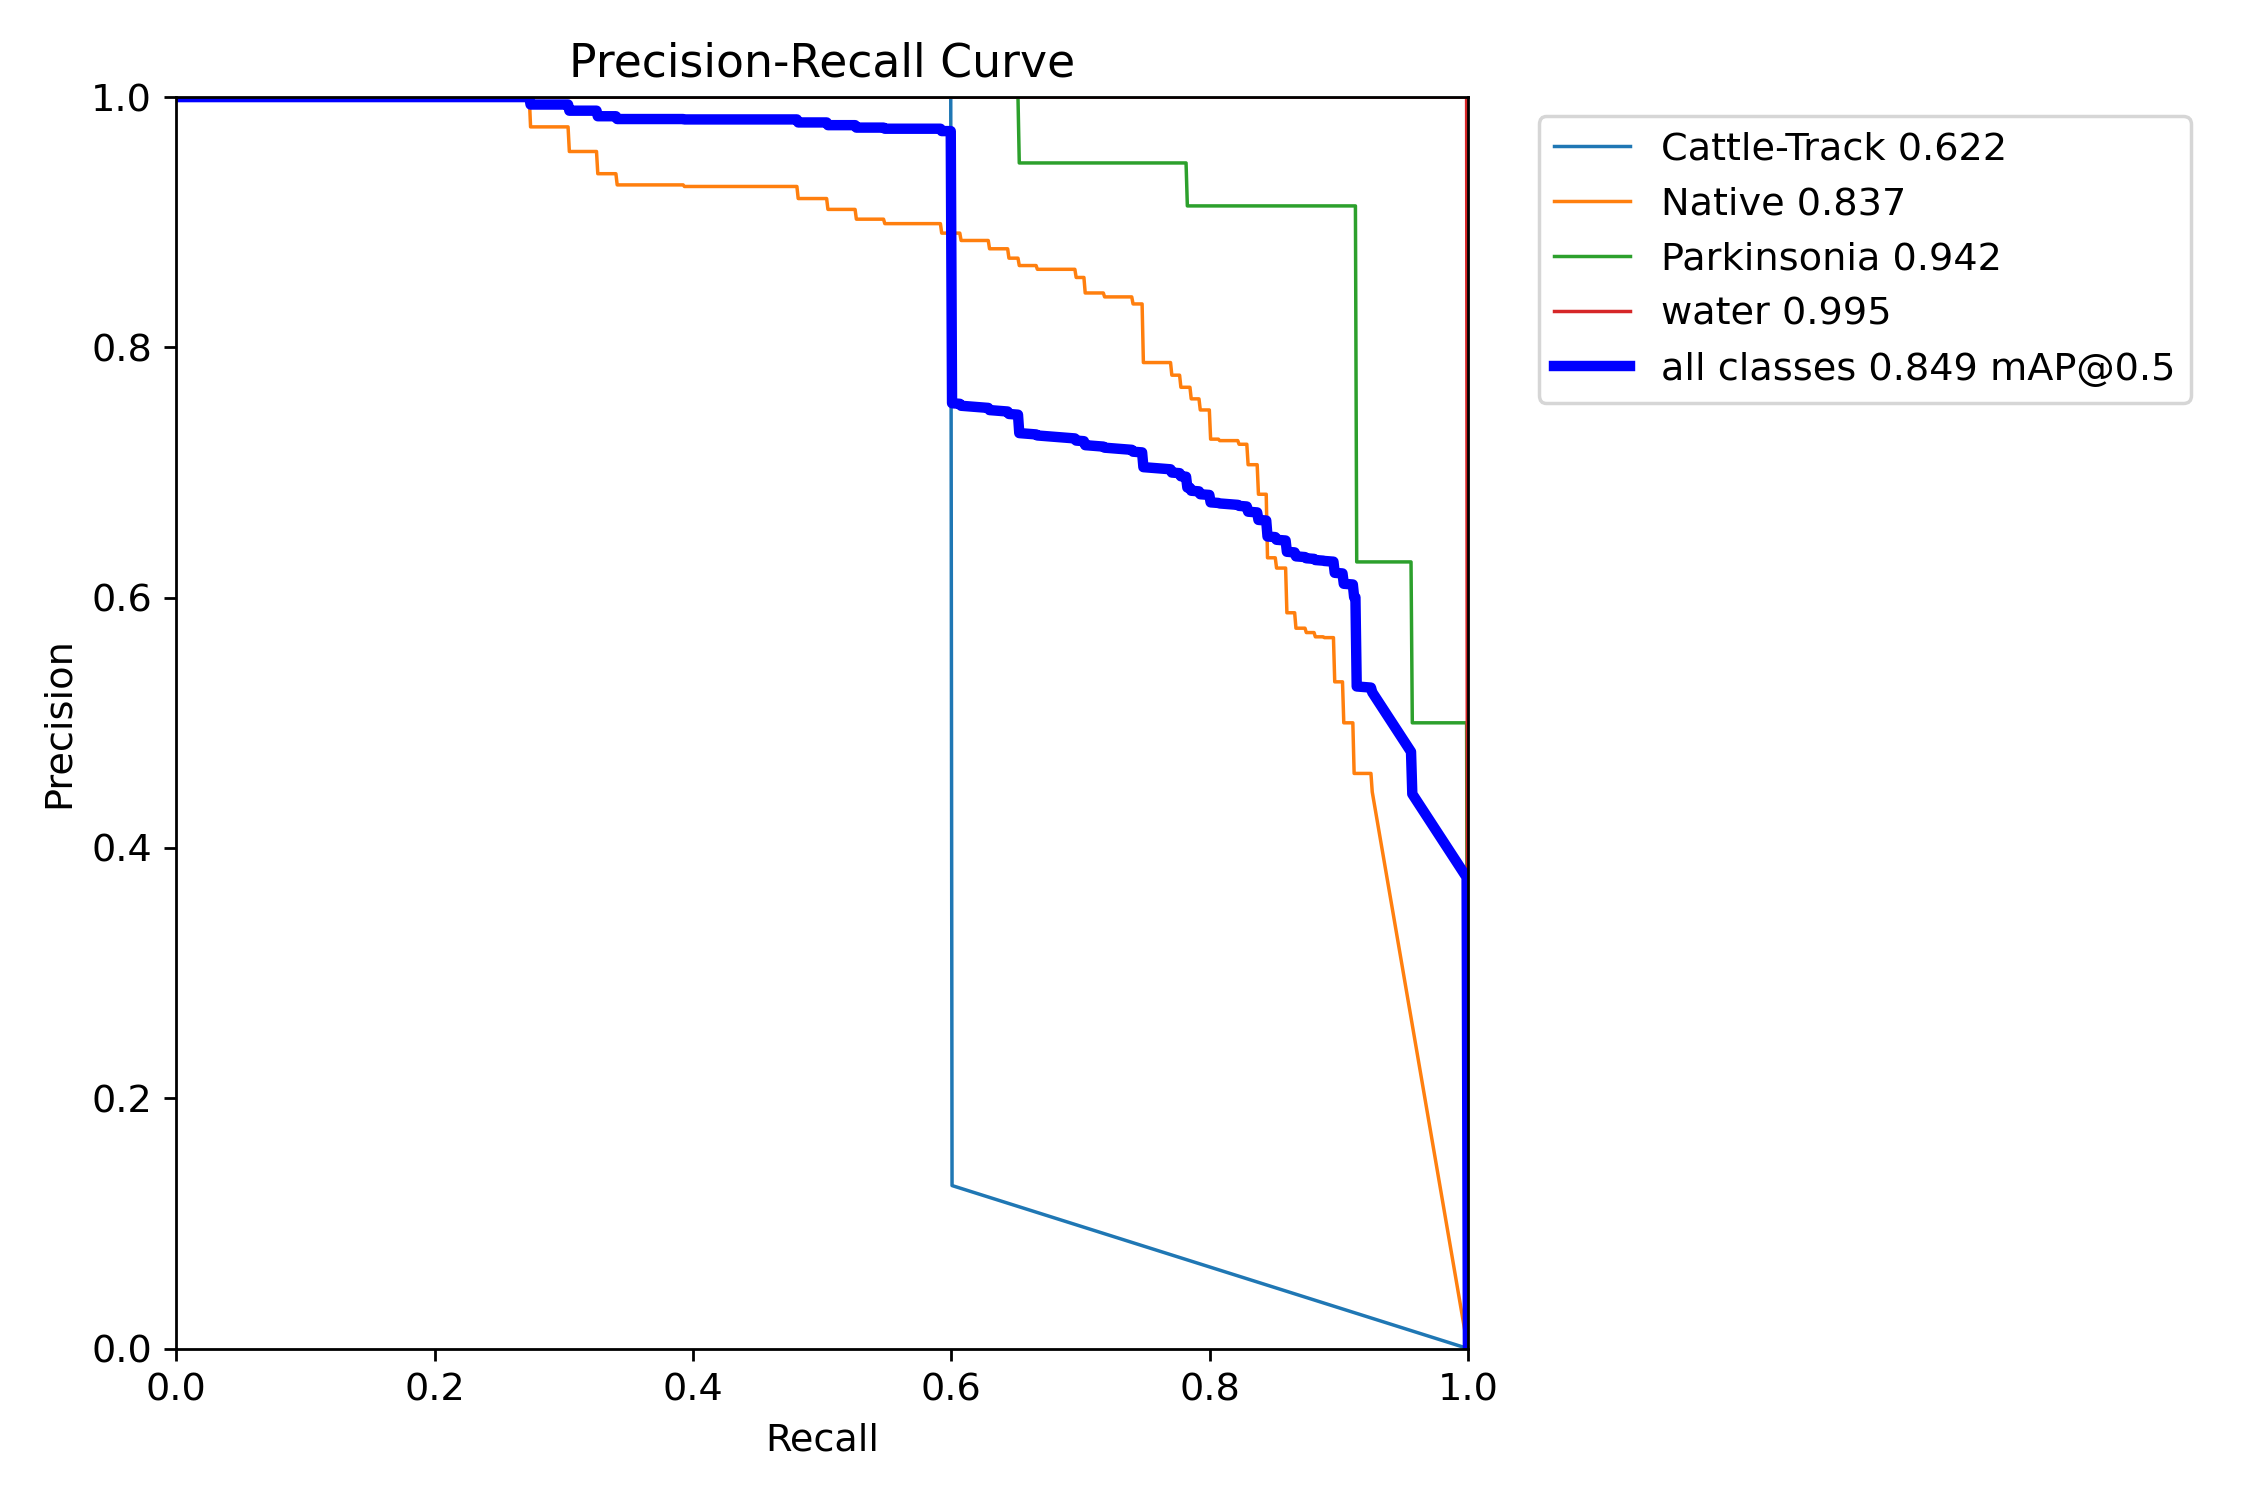 Precision-Recall Curve
1.0
0.8
0.6
0.4
0.2
0.0
Precision
0.0 0.2 0.4 0.6 0.8 1.0
Recall
Cattle-Track 0.622
Native 0.837
Parkinsonia 0.942
water 0.995
all classes 0.849 mAP@0.5